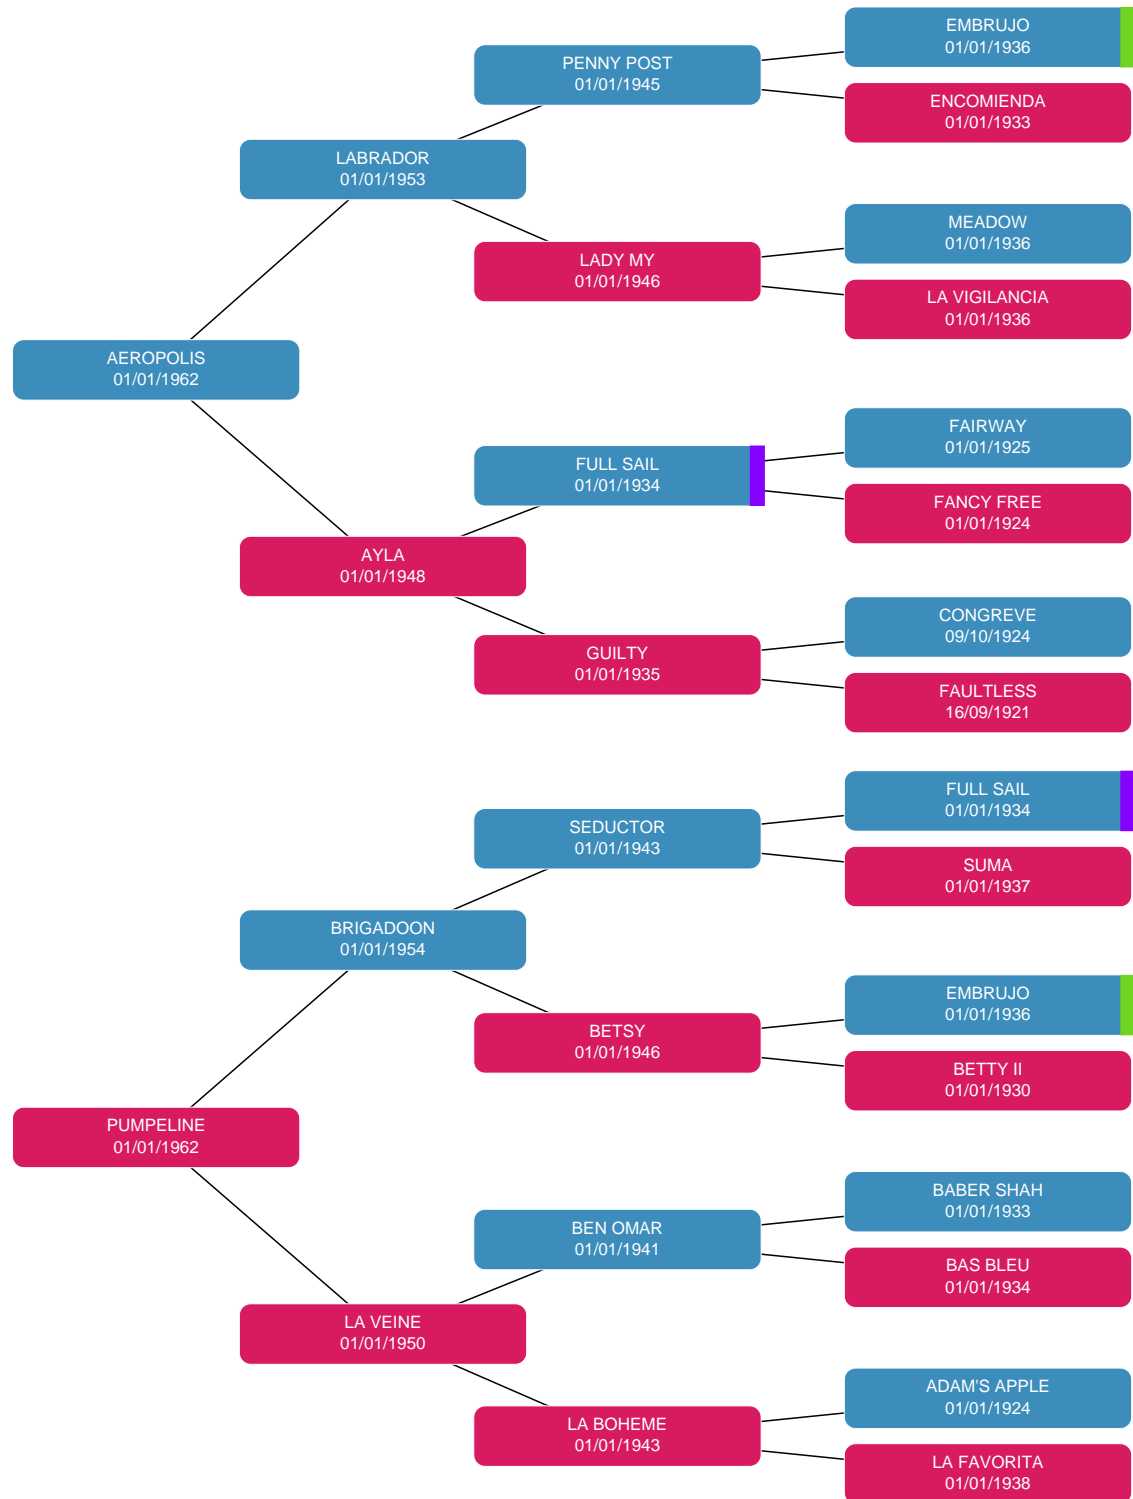 EMBRUJO
01/01/1936
PENNY POST
01/01/1945
ENCOMIENDA
01/01/1933
LABRADOR
01/01/1953
MEADOW
01/01/1936
LADY MY
01/01/1946
LA VIGILANCIA
01/01/1936
AEROPOLIS
01/01/1962
FAIRWAY
01/01/1925
FULL SAIL
01/01/1934
FANCY FREE
01/01/1924
AYLA
01/01/1948
CONGREVE
09/10/1924
GUILTY
01/01/1935
FAULTLESS
16/09/1921
FULL SAIL
01/01/1934
SEDUCTOR
01/01/1943
SUMA
01/01/1937
BRIGADOON
01/01/1954
EMBRUJO
01/01/1936
BETSY
01/01/1946
BETTY II
01/01/1930
PUMPELINE
01/01/1962
BABER SHAH
01/01/1933
BEN OMAR
01/01/1941
BAS BLEU
01/01/1934
LA VEINE
01/01/1950
ADAM'S APPLE
01/01/1924
LA BOHEME
01/01/1943
LA FAVORITA
01/01/1938